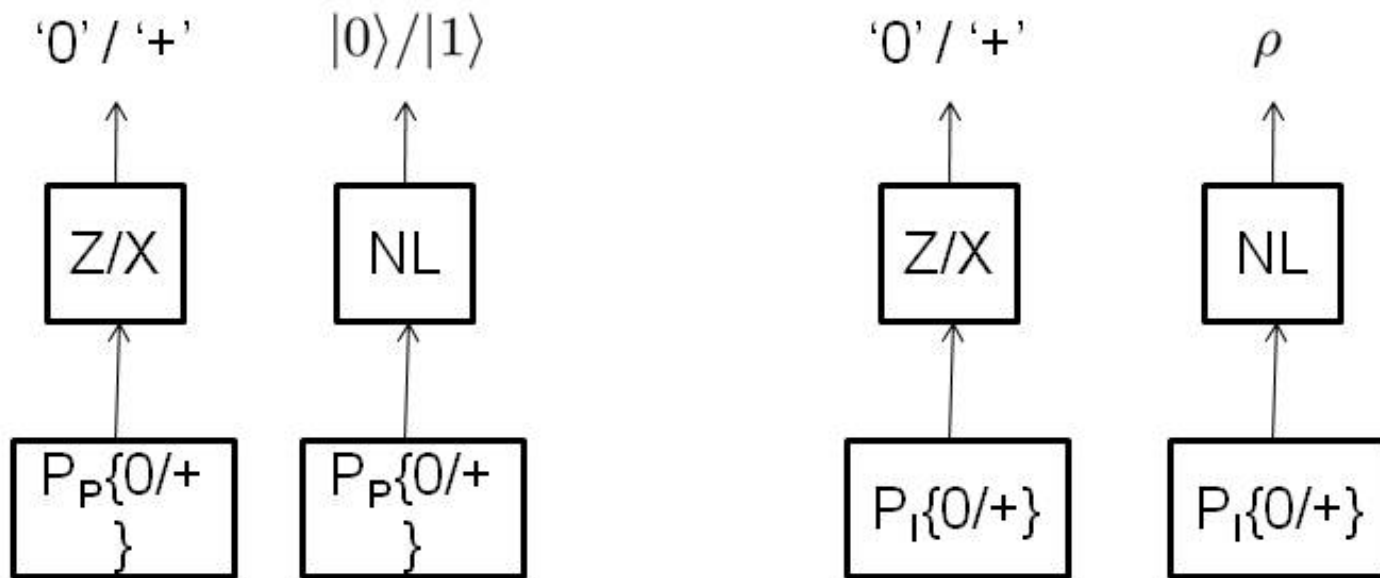 ‘0’ / ‘+’ |0⟩/|1⟩ ‘0’ / ‘+’ ρ
Z/X NL Z/X NL
P_P{0/+ P_P{0/+ P_I{0/+} P_I{0/+}
} }